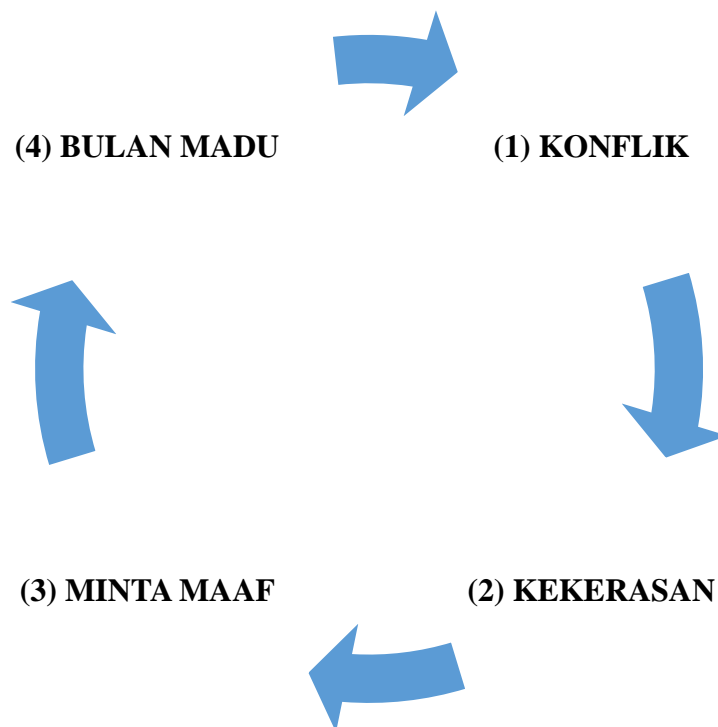 (4) BULAN MADU
(1) KONFLIK
(3) MINTA MAAF
(2) KEKERASAN